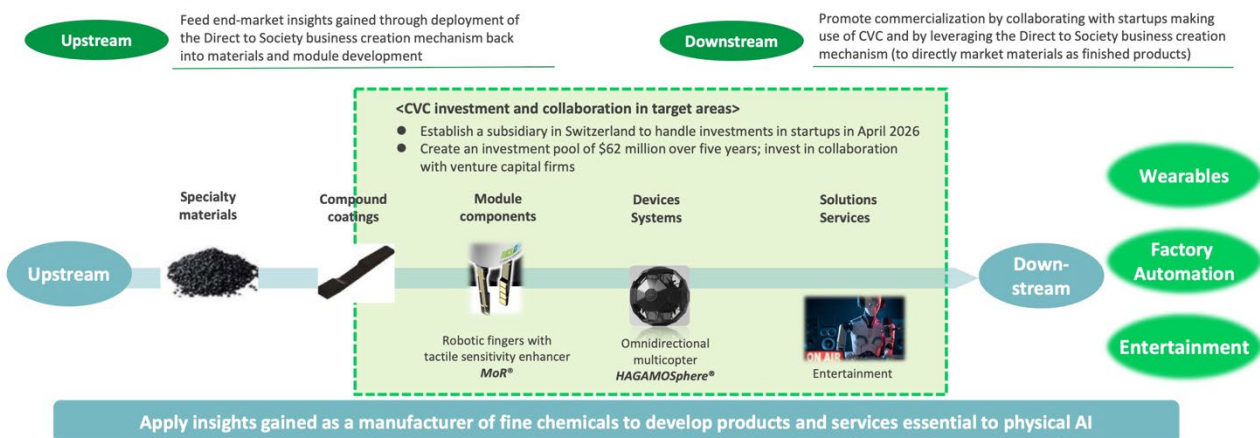 Upstream
Feed end-market insights gained through deployment of
the Direct to Society business creation mechanism back
into materials and module development
Downstream
Promote commercialization by collaborating with startups making
use of CVC and by leveraging the Direct to Society business creation
mechanism (to directly market materials as finished products)
<CVC investment and collaboration in target areas>
● Establish a subsidiary in Switzerland to handle investments in startups in April 2026
● Create an investment pool of $62 million over five years; invest in collaboration
with venture capital firms
Specialty
materials
Compound
coatings
Module
components
Devices
Systems
Solutions
Services
Upstream
Down-
stream
Wearables
Factory
Automation
Entertainment
ON AIR
Robotic fingers with
tactile sensitivity enhancer
MoR®
Omnidirectional
multicopter
HAGAMOSphere®
Entertainment
Apply insights gained as a manufacturer of fine chemicals to develop products and services essential to physical AI